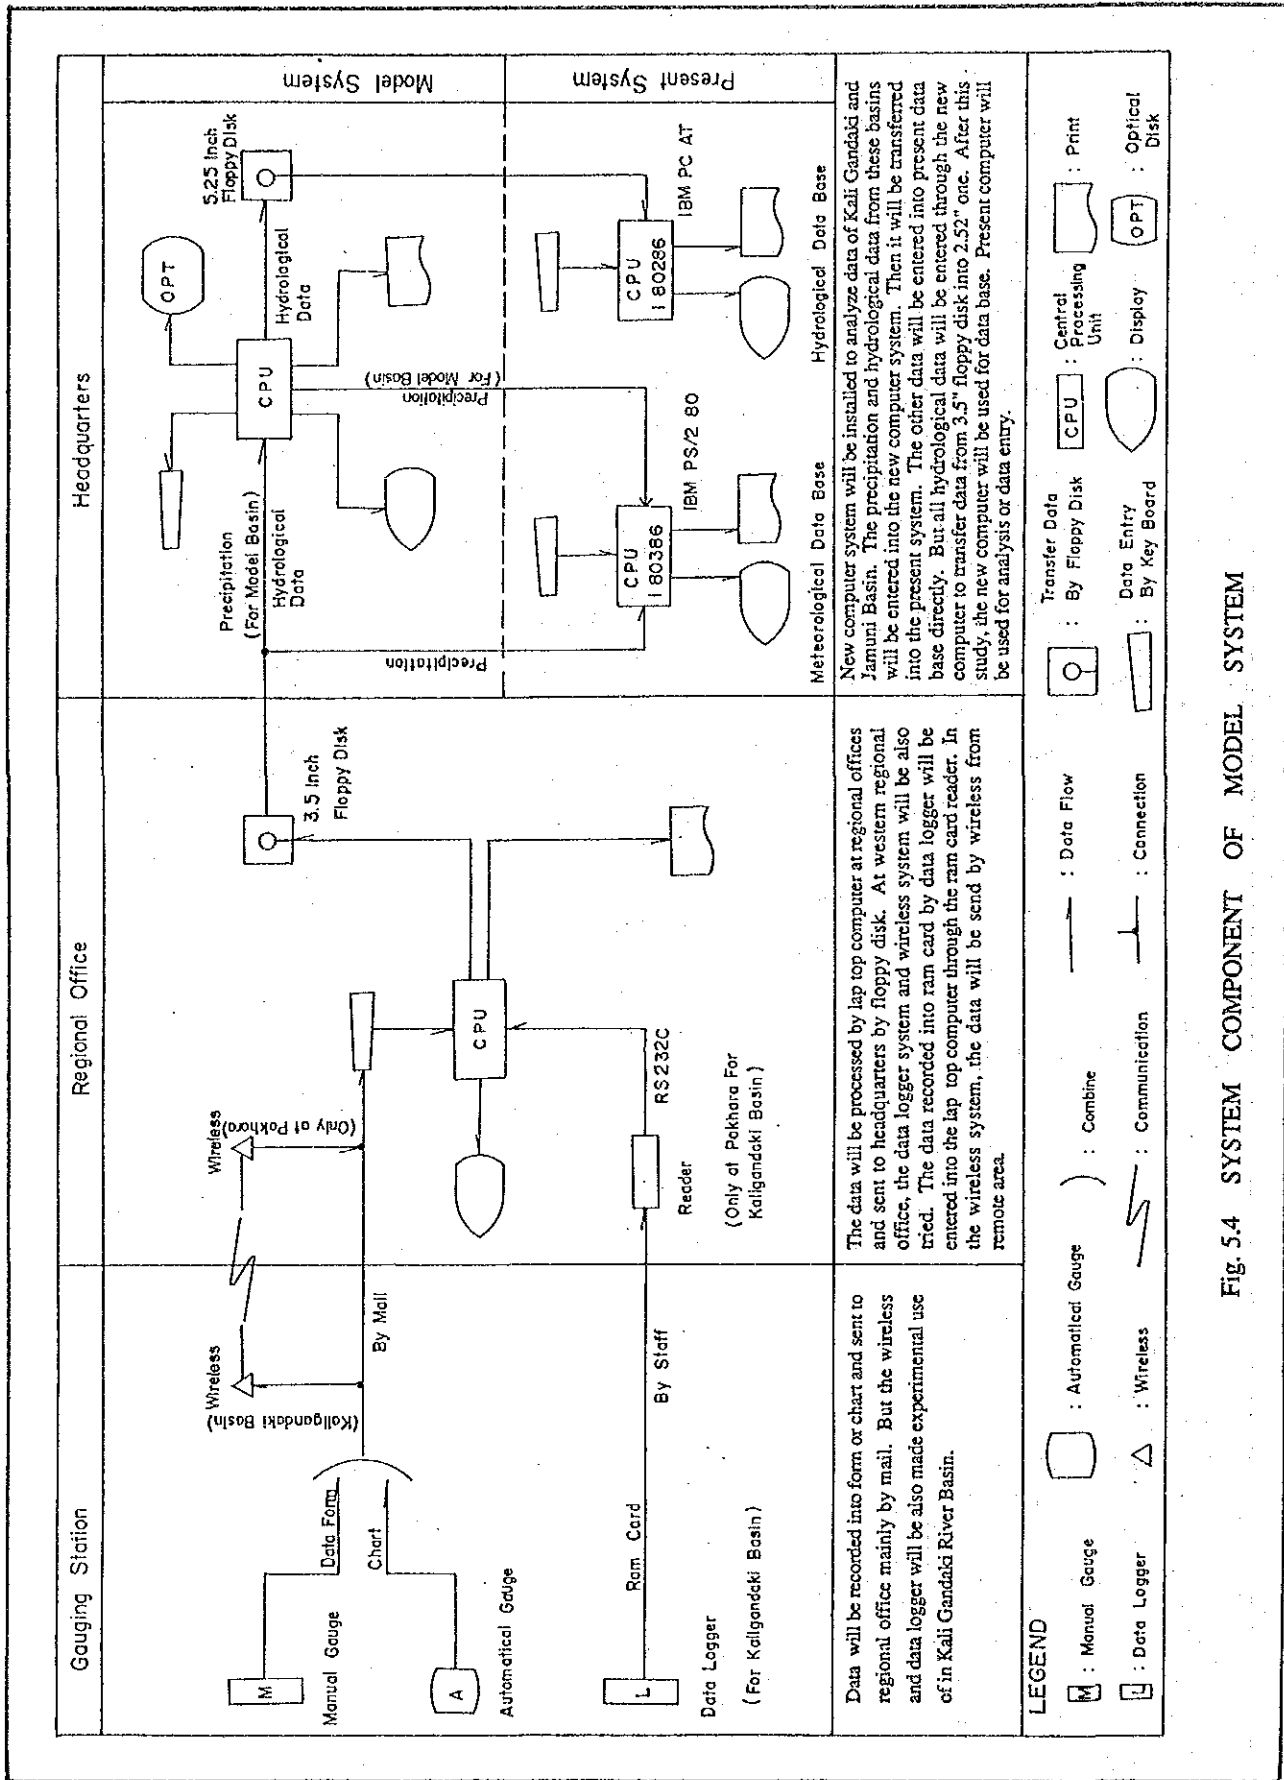 Gauging Station
Regional Office
Headquarters
M
Manual Gauge
Data Form
Chart
A
Automatical Gauge
L
Data Logger
(For Kaligandaki Basin)
Ram Card
By Staff
Wireless
(Kaligandaki Basin)
By Mail
Wireless
(Only at Pokhara)
CPU
RS232C
Reader
(Only at Pokhara For
Kaligandaki Basin)
3.5 Inch
Floppy Disk
Precipitation
(For Model Basin)
Hydrological
Data
Precipitation
CPU
OPT
Hydrological
Data
5.25 Inch
Floppy Disk
Precipitation
(For Model Basin)
Model System
Present System
CPU
I 80386
IBM PS/2 80
Meteorological Data Base
CPU
I 80286
IBM PC AT
Hydrological Data Base
Data will be recorded into form or chart and sent to
regional office mainly by mail. But the wireless
and data logger will be also made experimental use
of in Kali Gandaki River Basin.
The data will be processed by lap top computer at regional offices
and sent to headquarters by floppy disk. At western regional
office, the data logger system and wireless system will be also
tried. The data recorded into ram card by data logger will be
entered into the lap top computer through the ram card reader. In
the wireless system, the data will be send by wireless from
remote area.
New computer system will be installed to analyze data of Kali Gandaki and
Jamuni Basin. The precipitation and hydrological data from these basins
will be entered into the new computer system. Then it will be transferred
into the present system. The other data will be entered into present data
base directly. But all hydrological data will be entered through the new
computer to transfer data from 3.5" floppy disk into 2.52" one. After this
study, the new computer will be used for data base. Present computer will
be used for analysis or data entry.
LEGEND
M : Manual Gauge
: Automatical Gauge
: Combine
: Data Flow
: Transfer Data
By Floppy Disk
CPU : Central
Processing
Unit
: Print
L : Data Logger
: Wireless
: Communication
: Connection
: Data Entry
By Key Board
: Display
OPT : Optical
Disk
Fig. 5.4 SYSTEM COMPONENT OF MODEL SYSTEM